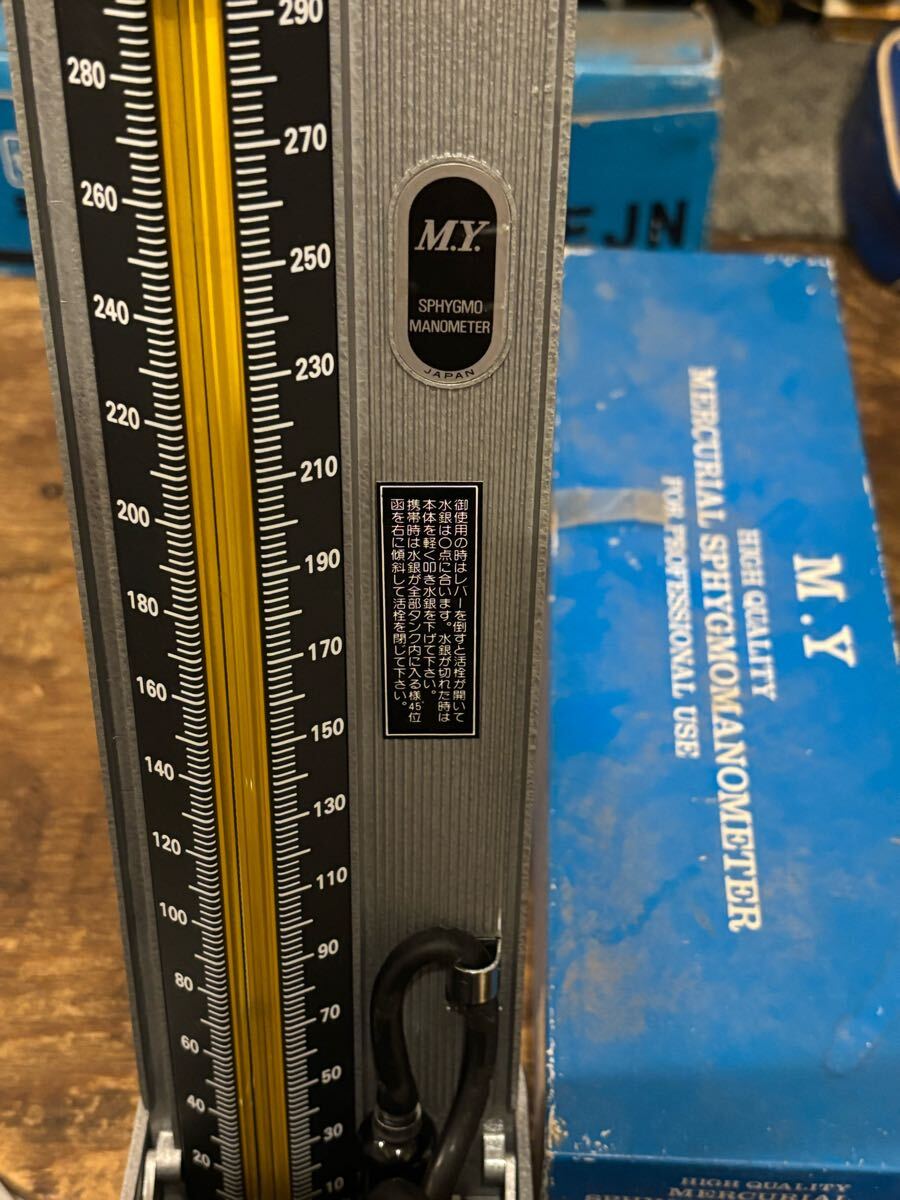 290
280
270
260
250
240
230
220
210
200
190
180
170
160
150
140
130
120
110
100
90
80
70
60
50
40
30
20
10
M.Y.
SPHYGMO
MANOMETER
JAPAN
御使用の時はレバーを倒すと活栓が開いて
水銀は〇点に合います。水銀が切れた時は
本体を軽く叩き水銀を下げて下さい。
携帯時は水銀が全部タンク内に入る様、45°位
函を右に傾斜して活栓を閉じて下さい。
JN
M.Y
HIGH QUALITY
MERCURIAL SPHYGMOMANOMETER
FOR PROFESSIONAL USE
HIGH QUALITY